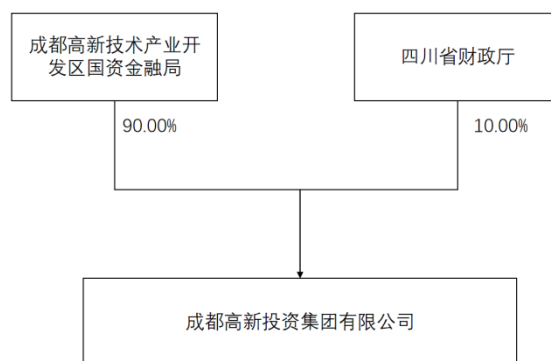 成都高新技术产业开
发区国资金融局
四川省财政厅
90.00%
10.00%
成都高新投资集团有限公司